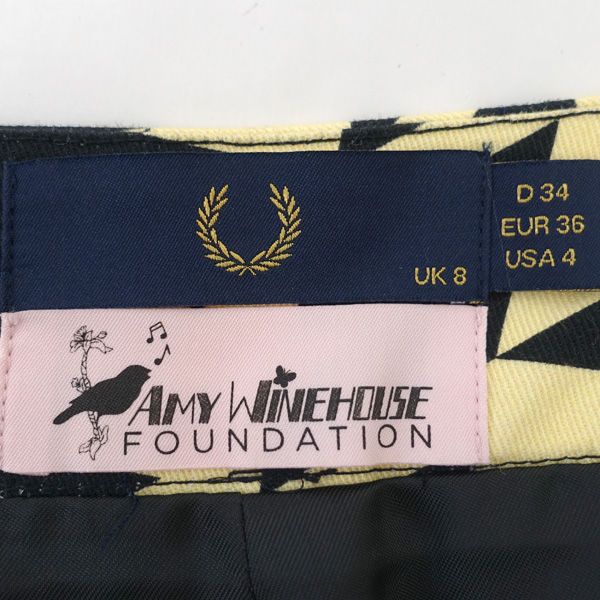 UK 8
D 34
EUR 36
USA 4
AMY WINEHOUSE
FOUNDATION